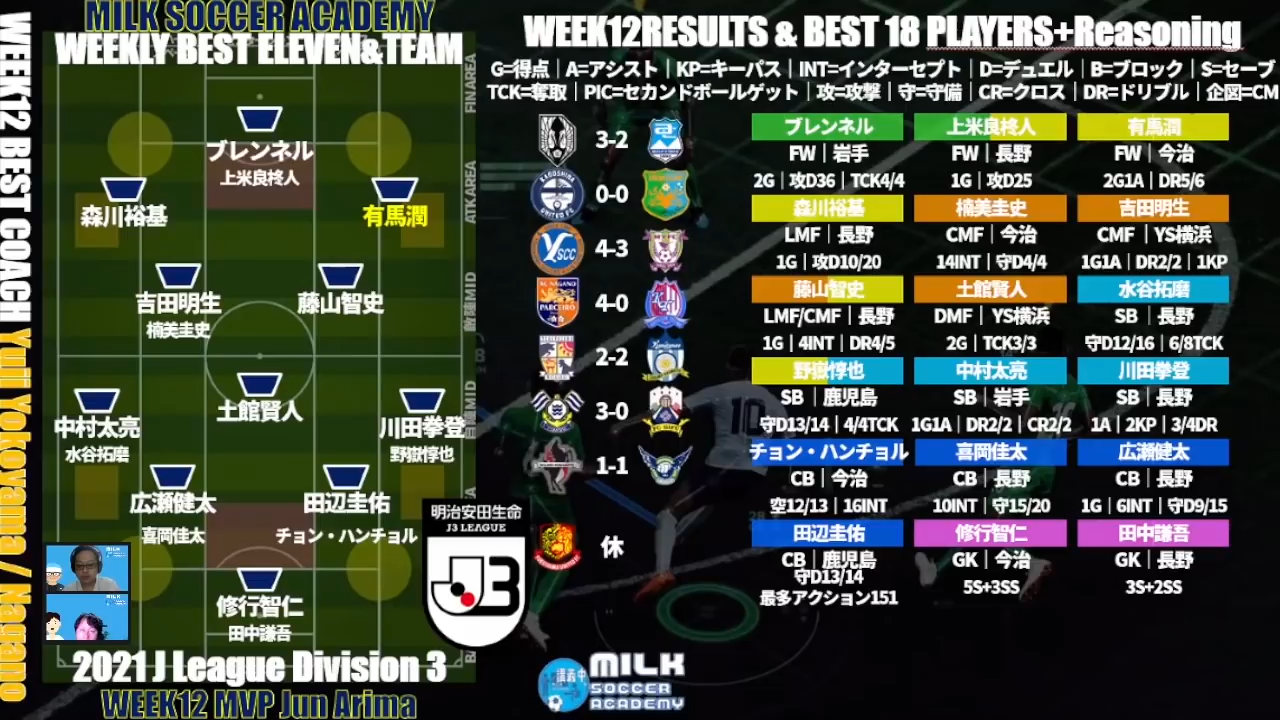 MILK SOCCER ACADEMY
WEEKLY BEST ELEVEN&TEAM
WEEK12 BEST COACH Yuji Yokoyama / Nagano
FIN AREA
ATK AREA
ブレンネル
上米良柊人
森川裕基
有馬潤
吉田明生
楠美圭史
藤山智史
土館賢人
中村太亮
水谷拓磨
川田拳登
野嶽惇也
広瀬健太
喜岡佳太
田辺圭佑
チョン・ハンチョル
修行智仁
田中謙吾
2021 J League Division 3
WEEK12 MVP Jun Arima
明治安田生命
J3 LEAGUE
WEEK12RESULTS & BEST 18 PLAYERS+Reasoning
G=得点｜A=アシスト｜KP=キーパス｜INT=インターセプト｜D=デュエル｜B=ブロック｜S=セーブ
TCK=奪取｜PIC=セカンドボールゲット｜攻=攻撃｜守=守備｜CR=クロス｜DR=ドリブル｜企図=CM
3-2
0-0
4-3
4-0
2-2
3-0
1-1
休
ブレンネル 上米良柊人 有馬潤
FW｜岩手 FW｜長野 FW｜今治
2G｜攻D36｜TCK4/4 1G｜攻D25 2G1A｜DR5/6
森川裕基 楠美圭史 吉田明生
LMF｜長野 CMF｜今治 CMF｜YS横浜
1G｜攻D10/20 14INT｜守D4/4 1G1A｜DR2/2｜1KP
藤山智史 土館賢人 水谷拓磨
LMF/CMF｜長野 DMF｜YS横浜 SB｜長野
1G｜4INT｜DR4/5 2G｜TCK3/3 守D12/16｜6/8TCK
野嶽惇也 中村太亮 川田拳登
SB｜鹿児島 SB｜岩手 SB｜長野
守D13/14｜4/4TCK 1G1A｜DR2/2｜CR2/2 1A｜2KP｜3/4DR
チョン・ハンチョル 喜岡佳太 広瀬健太
CB｜今治 CB｜長野 CB｜長野
空12/13｜16INT 10INT｜守15/20 1G｜6INT｜守D9/15
田辺圭佑 修行智仁 田中謙吾
CB｜鹿児島 GK｜今治 GK｜長野
守D13/14 5S+3SS 3S+2SS
最多アクション151
MILK
SOCCER
ACADEMY